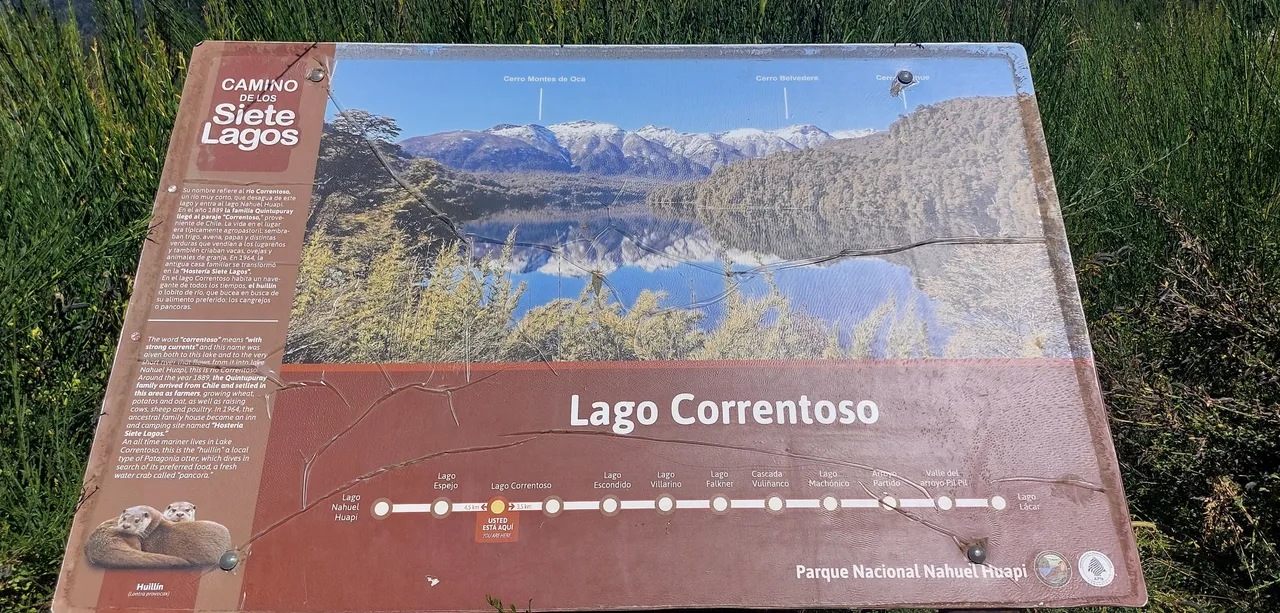 CAMINO
DE LOS
Siete
Lagos
Cerro Montes de Oca
Cerro Belvedere
Su nombre refiere al río Correntoso,
un río muy corto, que desagua de este
lago y entra al lago Nahuel Huapi.
En el año 1889 la familia Quintupuray
llegó al paraje "Correntoso," prove-
niente de Chile. La vida en el lugar
era típicamente agropastoril: sembra-
ban trigo, avena, papas y distintas
verduras que vendían a los lugareños
y también criaban vacas, ovejas y
animales de granja. En 1964, la
antigua casa familiar se transformó
en la "Hostería Siete Lagos".
En el lago Correntoso habita un nave-
gante de todos los tiempos, el huillín
o lobito de río, que bucea en busca de
su alimento preferido: los cangrejos
o pancoras.
The word "correntoso" means "with
strong currents" and this name was
given both to this lake and to the very
short river that flows from it into lake
Nahuel Huapi, this is río Correntoso.
Around the year 1889, the Quintupuray
family arrived from Chile and settled in
this area as farmers, growing wheat,
potatoes and oat, as well as raising
cows, sheep and poultry. In 1964, the
ancestral family house became an inn
and camping site named "Hostería
Siete Lagos."
An all time mariner lives in Lake
Correntoso, this is the "huillín" a local
type of Patagonia otter, which dives in
search of its preferred food, a fresh
water crab called "pancora."
Huillín
(Lontra provocax)
Lago Correntoso
Lago
Nahuel
Huapi
Lago
Espejo
4,5 km
Lago Correntoso
2,5 km
USTED
ESTÁ AQUÍ
YOU ARE HERE
Lago
Escondido
Lago
Villarino
Lago
Falkner
Cascada
Vuliñanco
Lago
Machónico
Arroyo
Partido
Valle del
arroyo Pil Pil
Lago
Lácar
Parque Nacional Nahuel Huapi